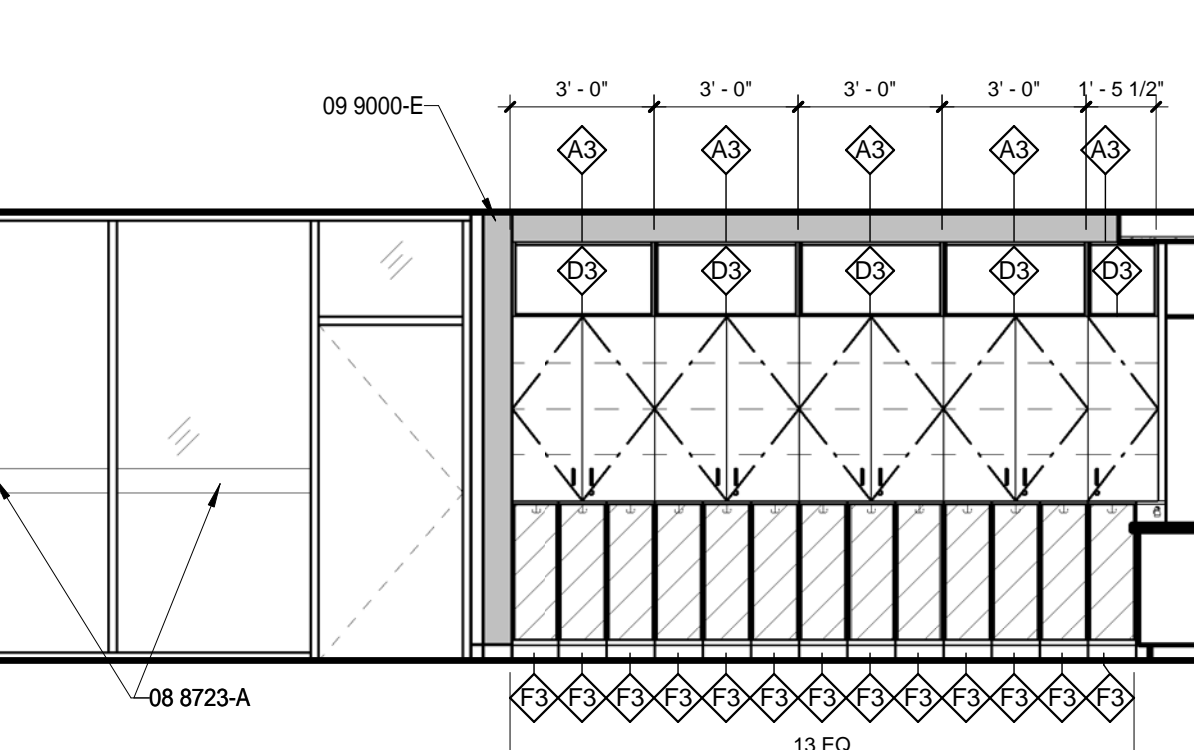 3' - 0" 3' - 0" 3' - 0" 3' - 0" 1' - 5 1/2"
09 9000-E
A3 A3 A3 A3 A3
D3 D3 D3 D3 D3
08 8723-A
F3 F3 F3 F3 F3 F3 F3 F3 F3 F3 F3 F3 F3
13 EQ